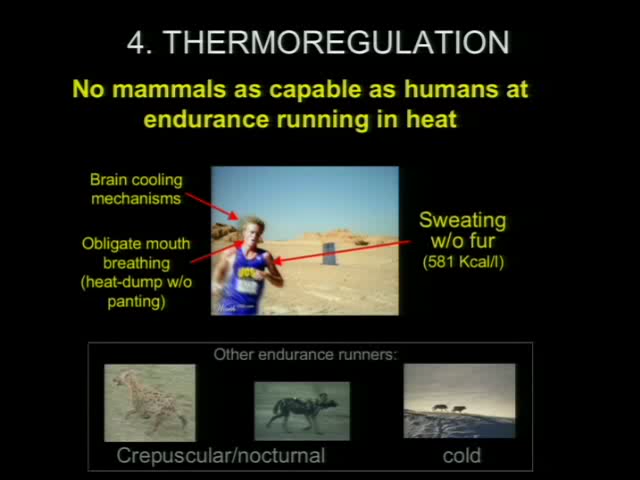 4. THERMOREGULATION
No mammals as capable as humans at
endurance running in heat
Brain cooling
mechanisms
Obligate mouth
breathing
(heat-dump w/o
panting)
Sweating
w/o fur
(581 Kcal/l)
Other endurance runners:
Crepuscular/nocturnal
cold